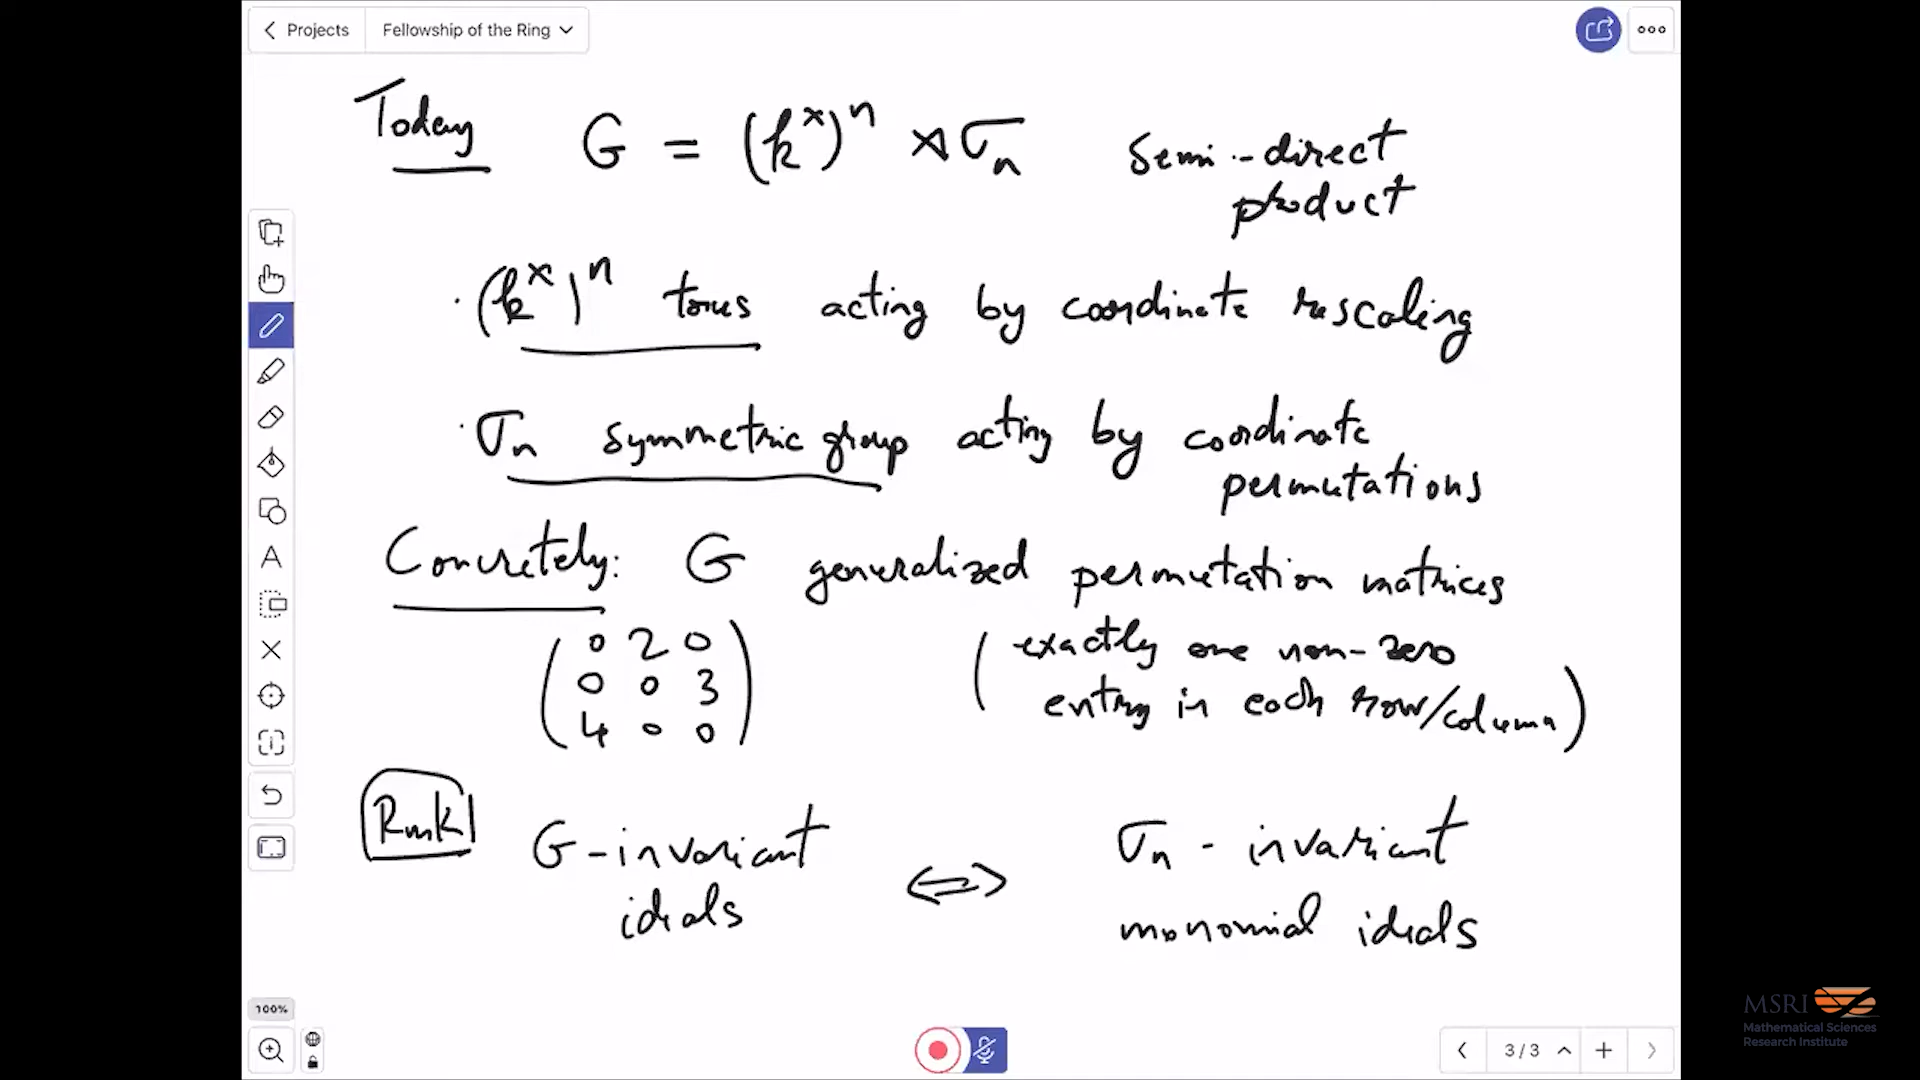 Projects
Fellowship of the Ring
Today G = (k^×)^n ⋊ σ_n semi-direct
product
· (k^×)^n torus acting by coordinate rescaling
· σ_n symmetric group acting by coordinate
permutations
Concretely: G generalized permutation matrices
0 2 0
0 0 3
4 0 0
(exactly one non-zero
entry in each row/column)
Rmk
G-invariant
ideals
⟺
σ_n - invariant
monomial ideals
A
100%
3/3
MSRI
Mathematical Sciences
Research Institute